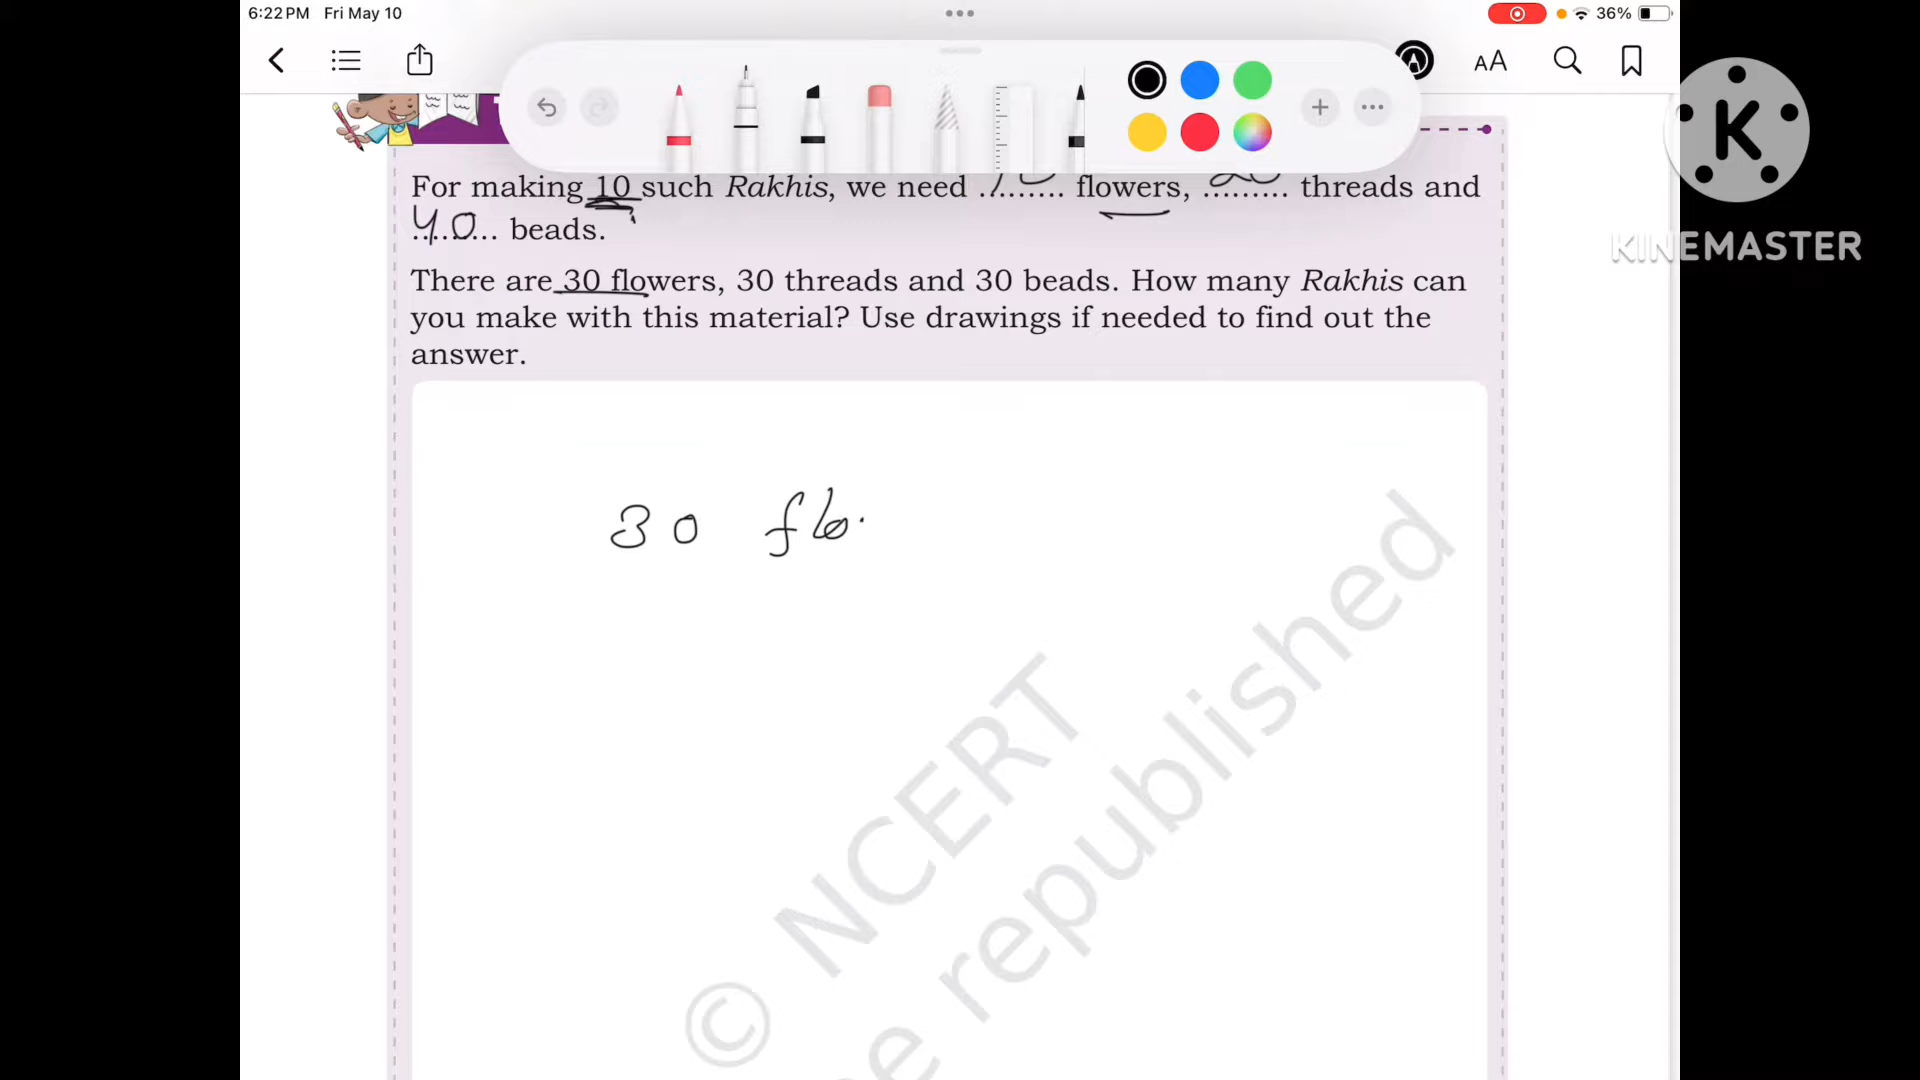 6:22 PM Fri May 10
36%
AA
K
KINEMASTER
For making 10 such Rakhis, we need ......... flowers, ......... threads and
40 ......... beads.
There are 30 flowers, 30 threads and 30 beads. How many Rakhis can
you make with this material? Use drawings if needed to find out the
answer.
30 flo
© NCERT
e republished